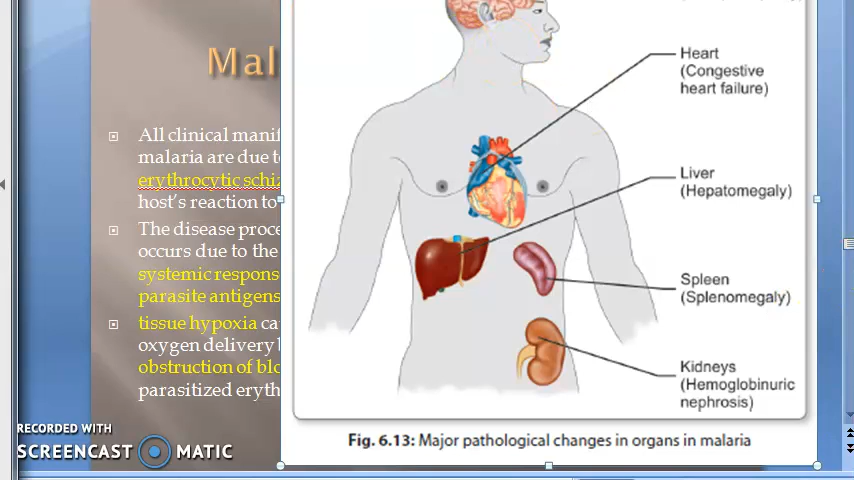 Mal
All clinical manif
malaria are due to
erythrocytic schiz
host's reaction to
The disease proce
occurs due to the
systemic respons
parasite antigens
tissue hypoxia ca
oxygen delivery
obstruction of blo
parasitized eryth
Heart
(Congestive
heart failure)
Liver
(Hepatomegaly)
Spleen
(Splenomegaly)
Kidneys
(Hemoglobinuric
nephrosis)
Fig. 6.13: Major pathological changes in organs in malaria
RECORDED WITH
SCREENCAST MATIC